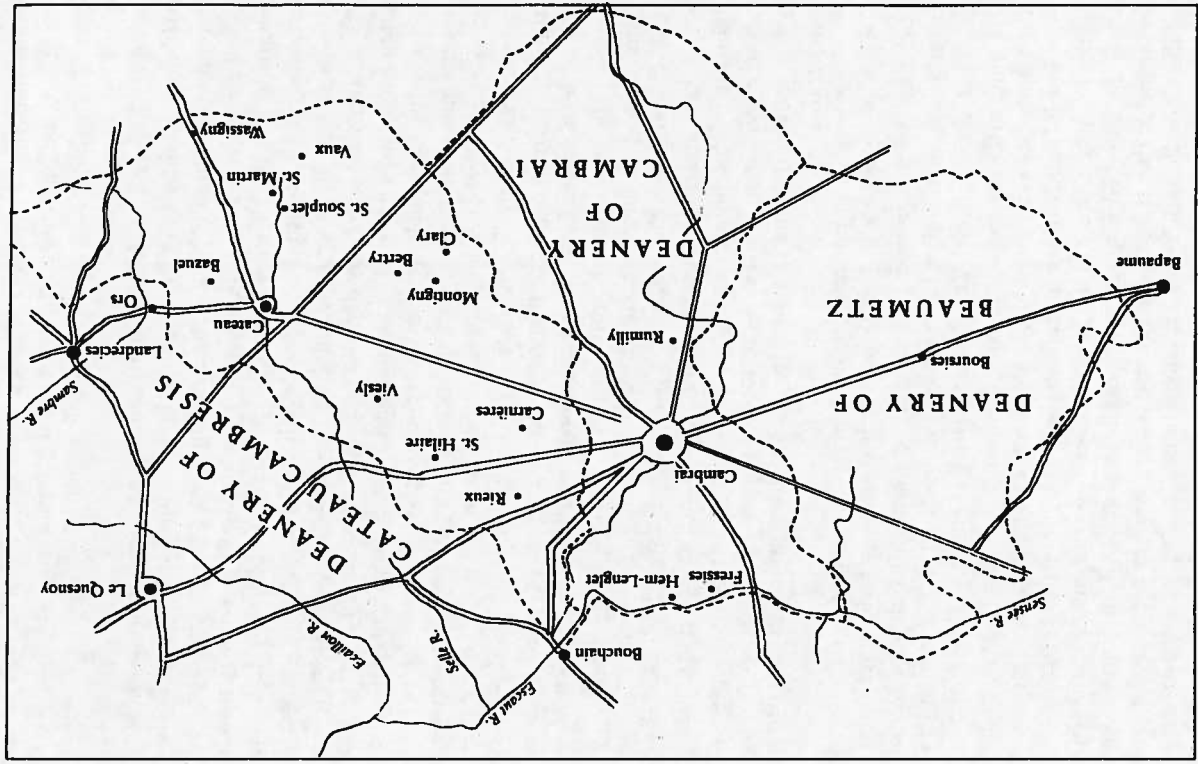 Escaut R.
Bouchain
Selle R.
Ecaillon R.
Sensée R.
Fressies
Hem-Lenglet
Le Quesnoy
DEANERY OF
CATEAU CAMBRESIS
Rieux
Cambrai
St. Hilaire
Carnières
DEANERY OF
BEAUMETZ
Sambre R.
Viesly
Boursies
Landrecies
Rumilly
Cateau
Ors
Montigny
Bertry
Bapaume
Bazuel
Clary
DEANERY
OF
CAMBRAI
St. Souplet
St. Martin
Vaux
Wassigny